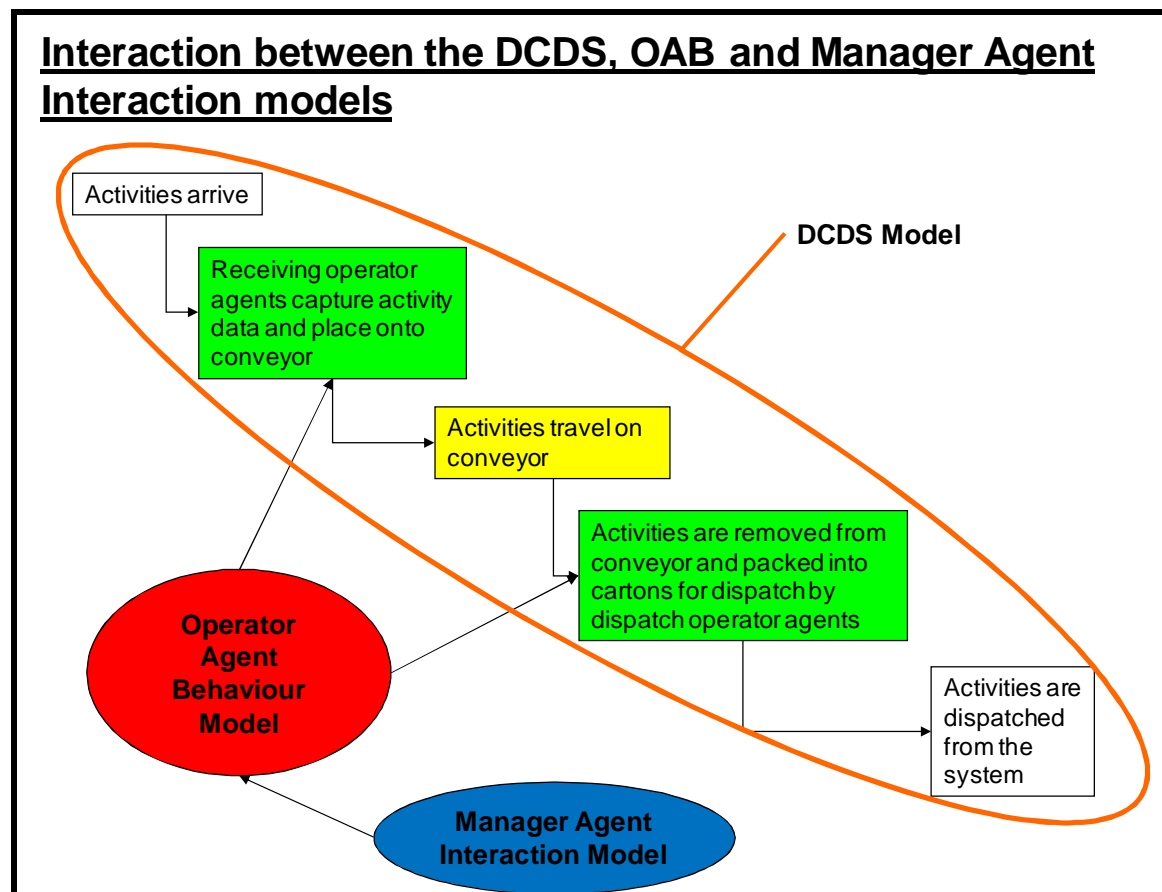 Interaction between the DCDS, OAB and Manager Agent
Interaction models
Activities arrive
DCDS Model
Receiving operator
agents capture activity
data and place onto
conveyor
Activities travel on
conveyor
Activities are removed from
conveyor and packed into
cartons for dispatch by
dispatch operator agents
Operator
Agent
Behaviour
Model
Activities are
dispatched
from the
system
Manager Agent
Interaction Model